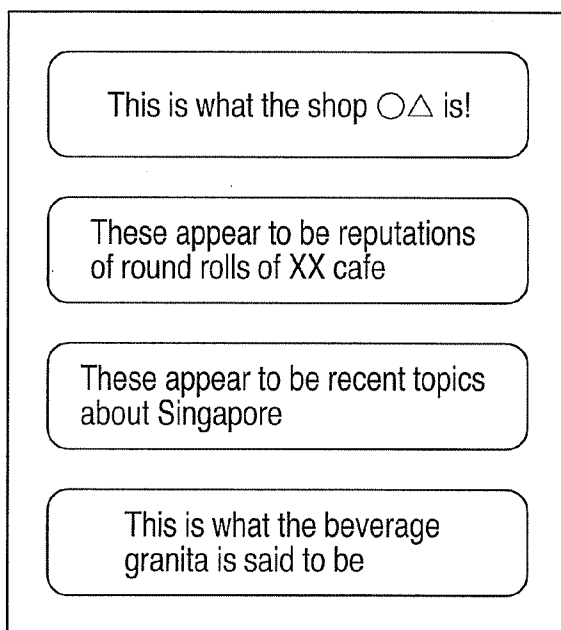 This is what the shop ○△ is!
These appear to be reputations
of round rolls of XX cafe
These appear to be recent topics
about Singapore
This is what the beverage
granita is said to be